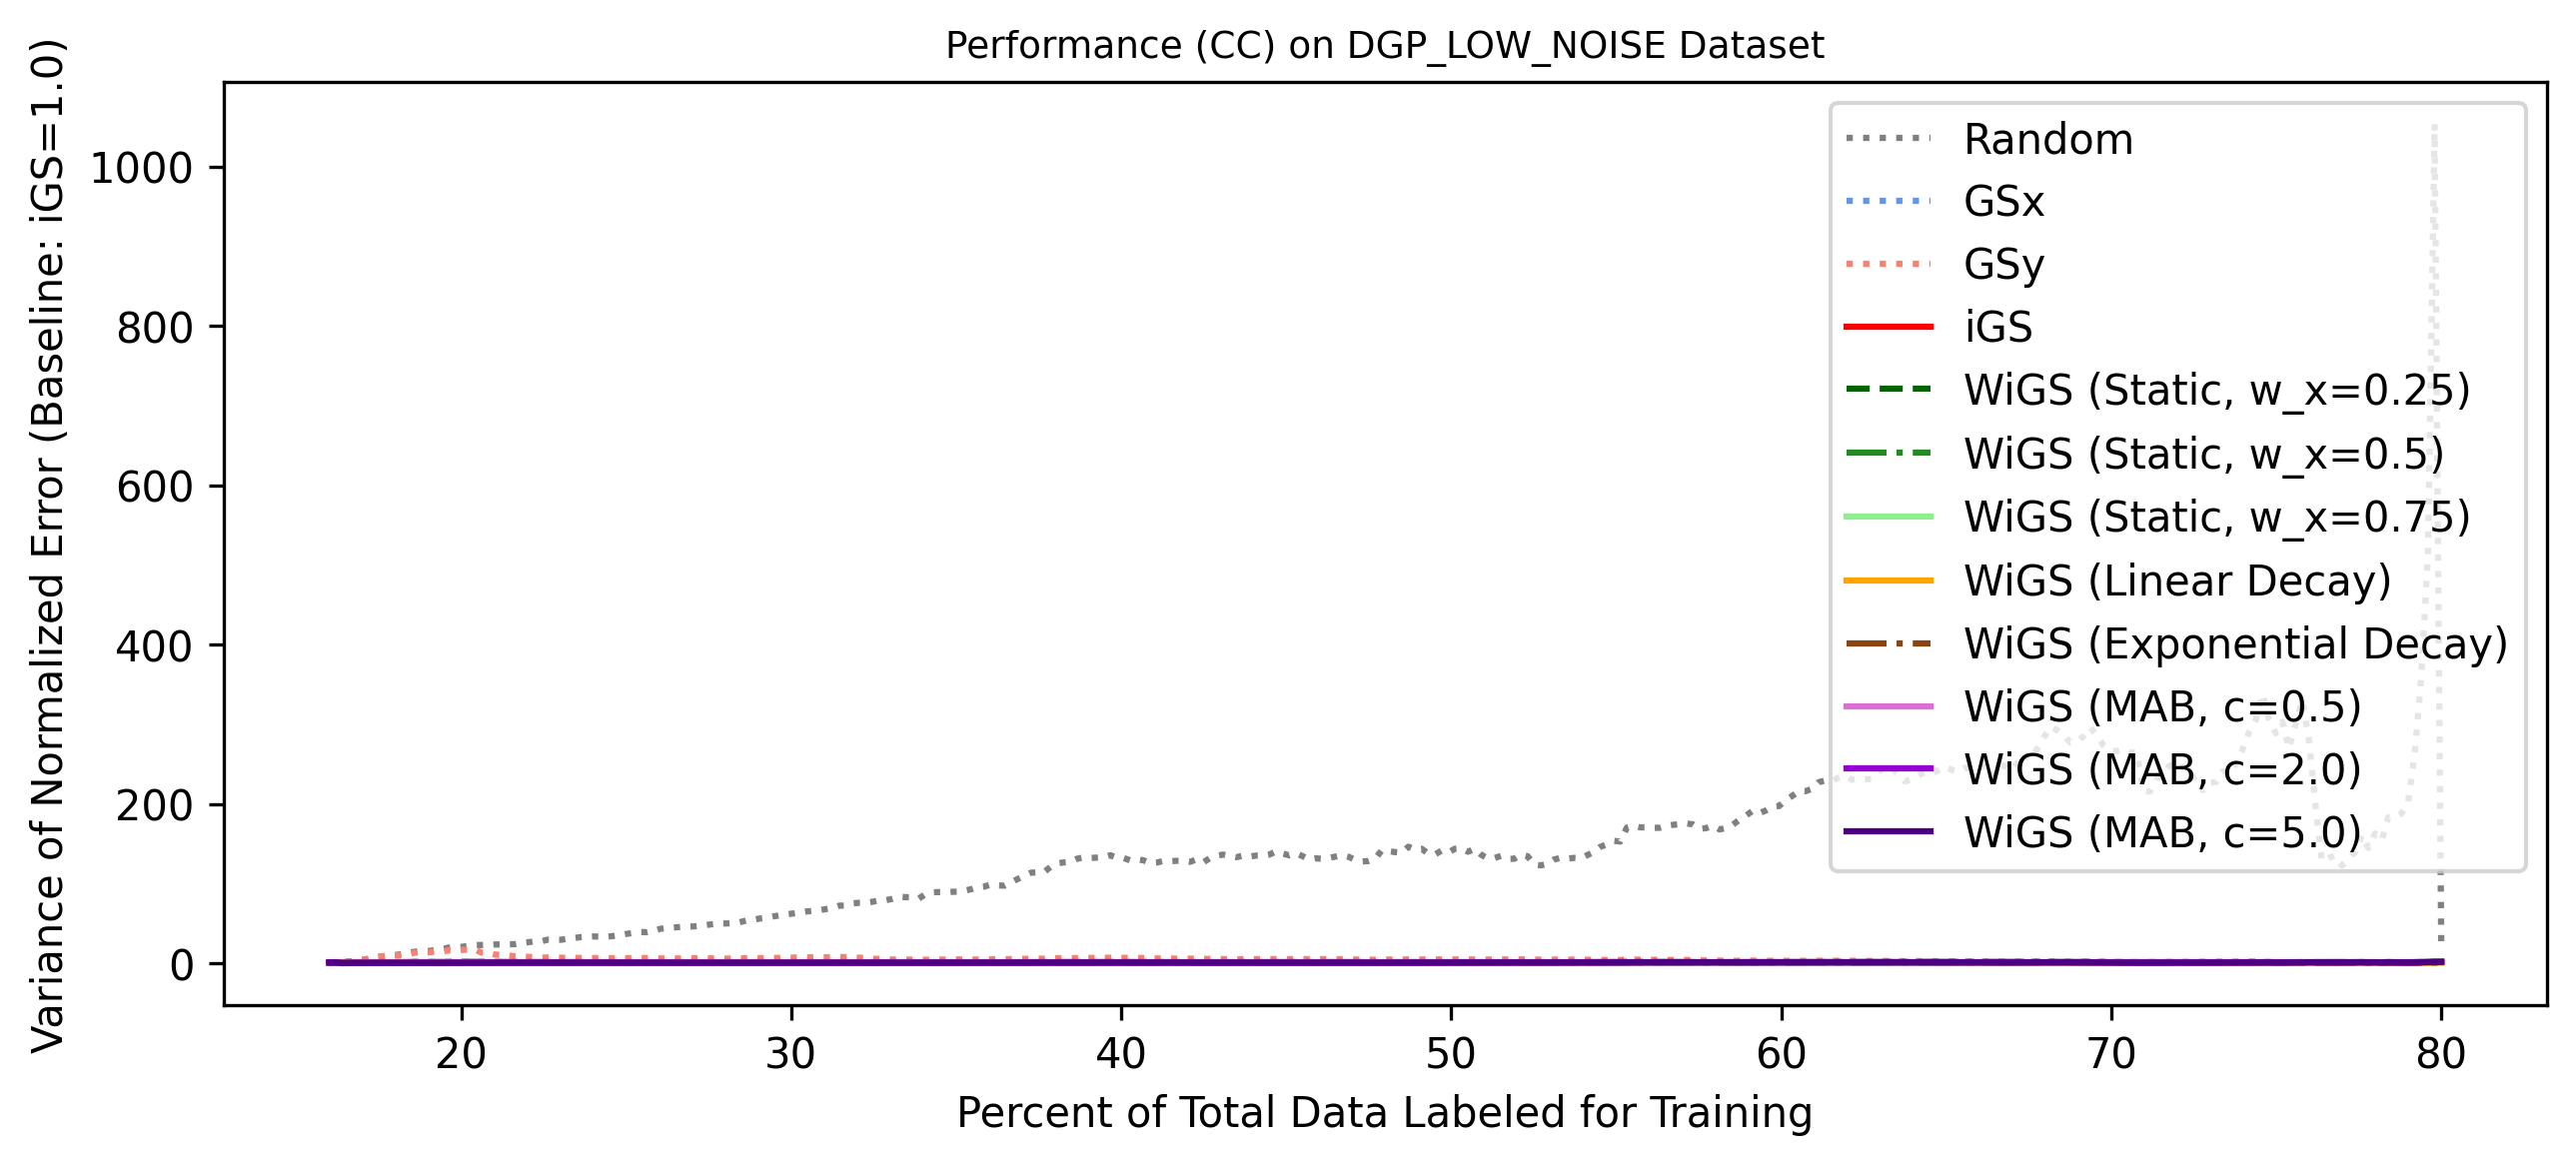 Performance (CC) on DGP_LOW_NOISE Dataset
Variance of Normalized Error (Baseline: iGS=1.0)
1000
800
600
400
200
0
Random
GSx
GSy
iGS
WiGS (Static, w_x=0.25)
WiGS (Static, w_x=0.5)
WiGS (Static, w_x=0.75)
WiGS (Linear Decay)
WiGS (Exponential Decay)
WiGS (MAB, c=0.5)
WiGS (MAB, c=2.0)
WiGS (MAB, c=5.0)
20 30 40 50 60 70 80
Percent of Total Data Labeled for Training